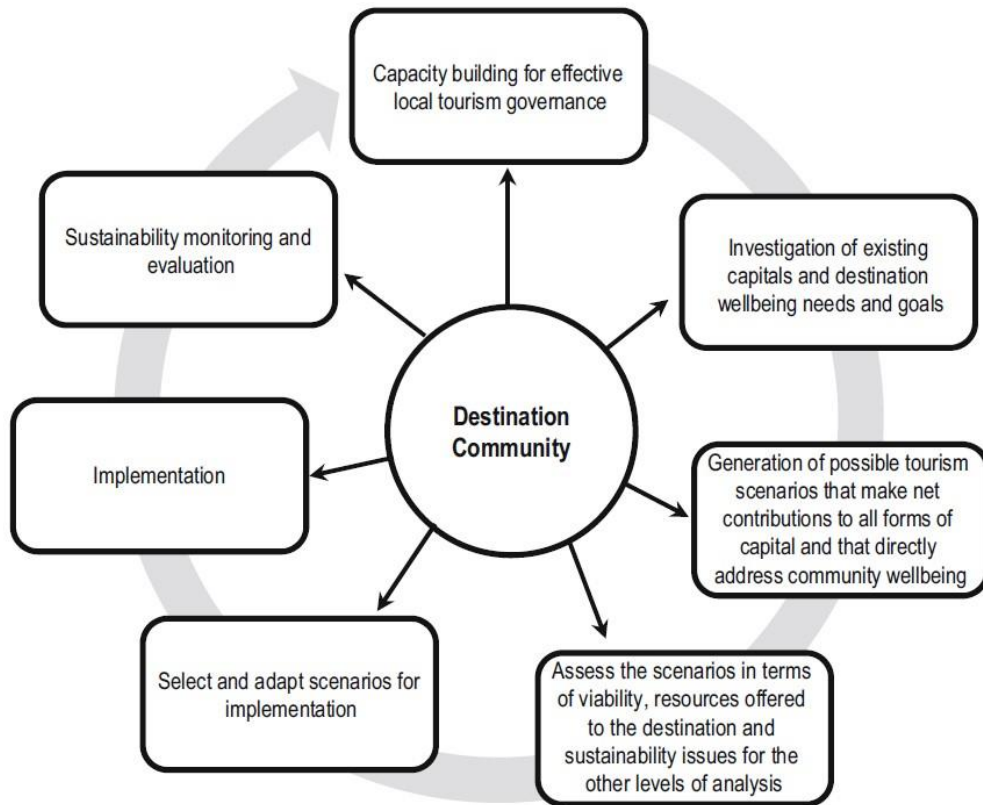 Capacity building for effective
local tourism governance
Investigation of existing
capitals and destination
wellbeing needs and goals
Generation of possible tourism
scenarios that make net
contributions to all forms of
capital and that directly
address community wellbeing
Assess the scenarios in terms
of viability, resources offered
to the destination and
sustainability issues for the
other levels of analysis
Select and adapt scenarios for
implementation
Implementation
Sustainability monitoring and
evaluation
Destination
Community